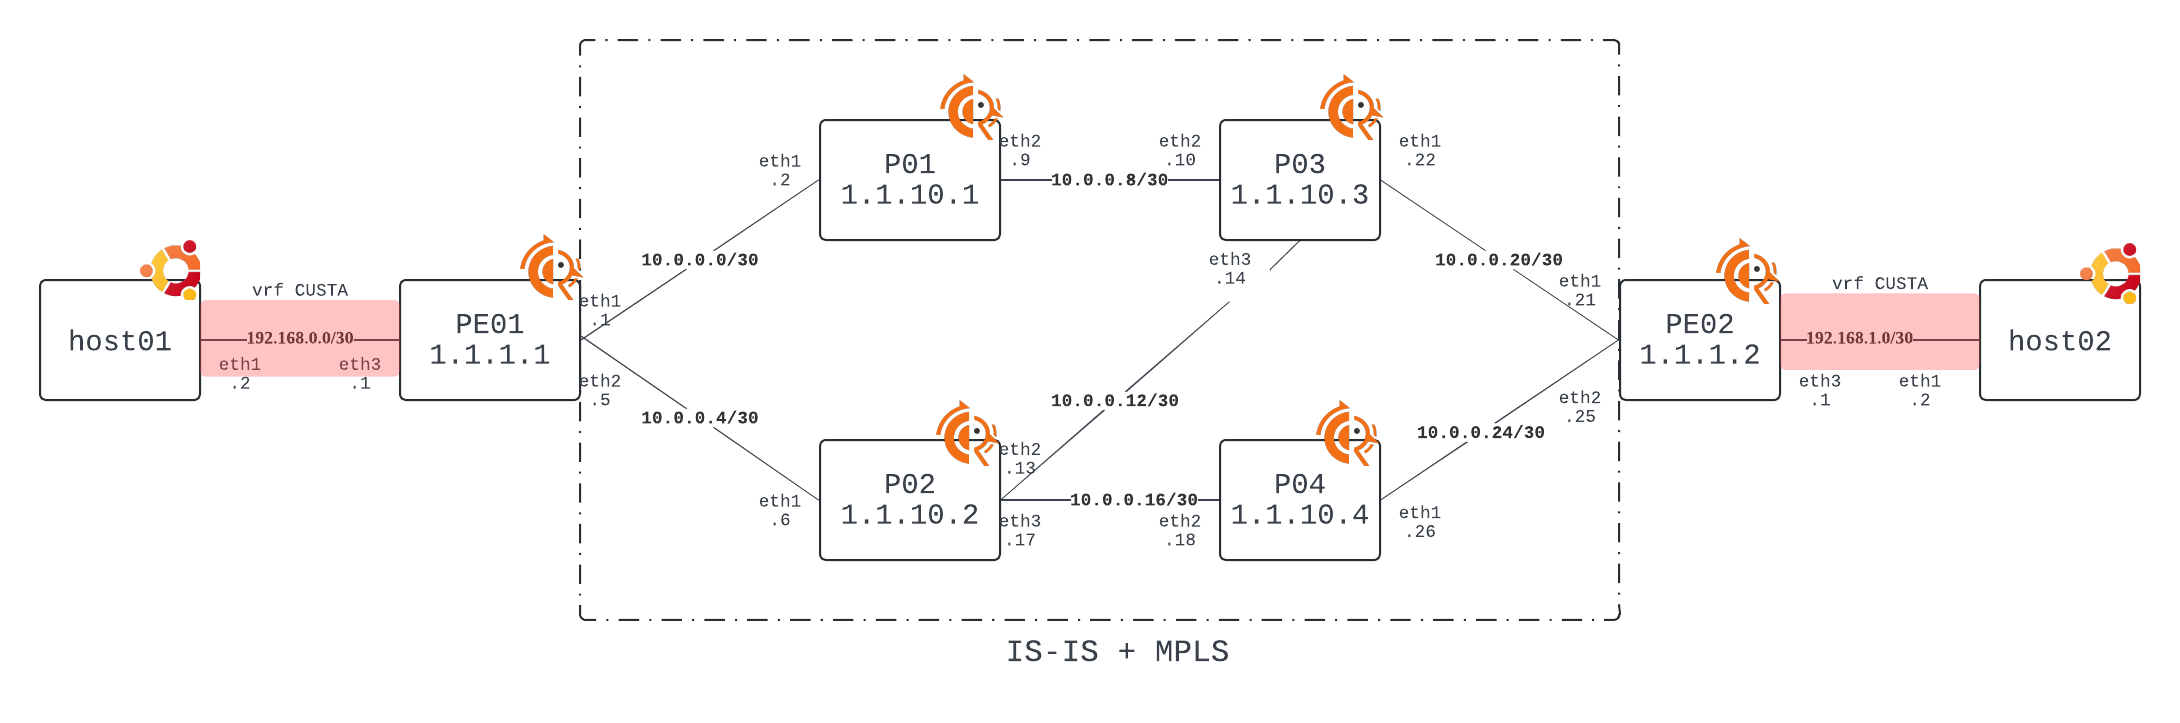 vrf CUSTA
host01
192.168.0.0/30
eth1
.2
eth3
.1
PE01
1.1.1.1
eth1
.1
eth2
.5
10.0.0.0/30
10.0.0.4/30
eth1
.2
P01
1.1.10.1
eth2
.9
10.0.0.8/30
eth2
.10
P03
1.1.10.3
eth1
.22
eth3
.14
10.0.0.12/30
eth1
.6
P02
1.1.10.2
eth2
.13
eth3
.17
10.0.0.16/30
eth2
.18
P04
1.1.10.4
eth1
.26
10.0.0.20/30
eth1
.21
10.0.0.24/30
eth2
.25
PE02
1.1.1.2
vrf CUSTA
192.168.1.0/30
eth3
.1
eth1
.2
host02
IS-IS + MPLS